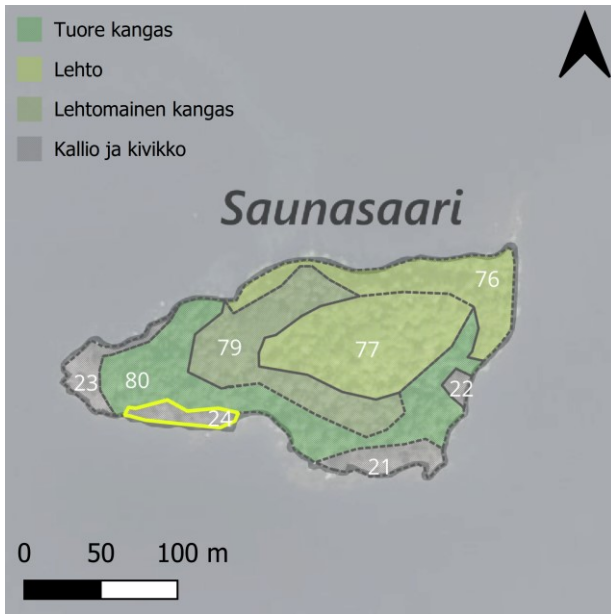 Tuore kangas
Lehto
Lehtomainen kangas
Kallio ja kivikko
Saunasaari
76
77
79
80
23
22
24
21
0 50 100 m